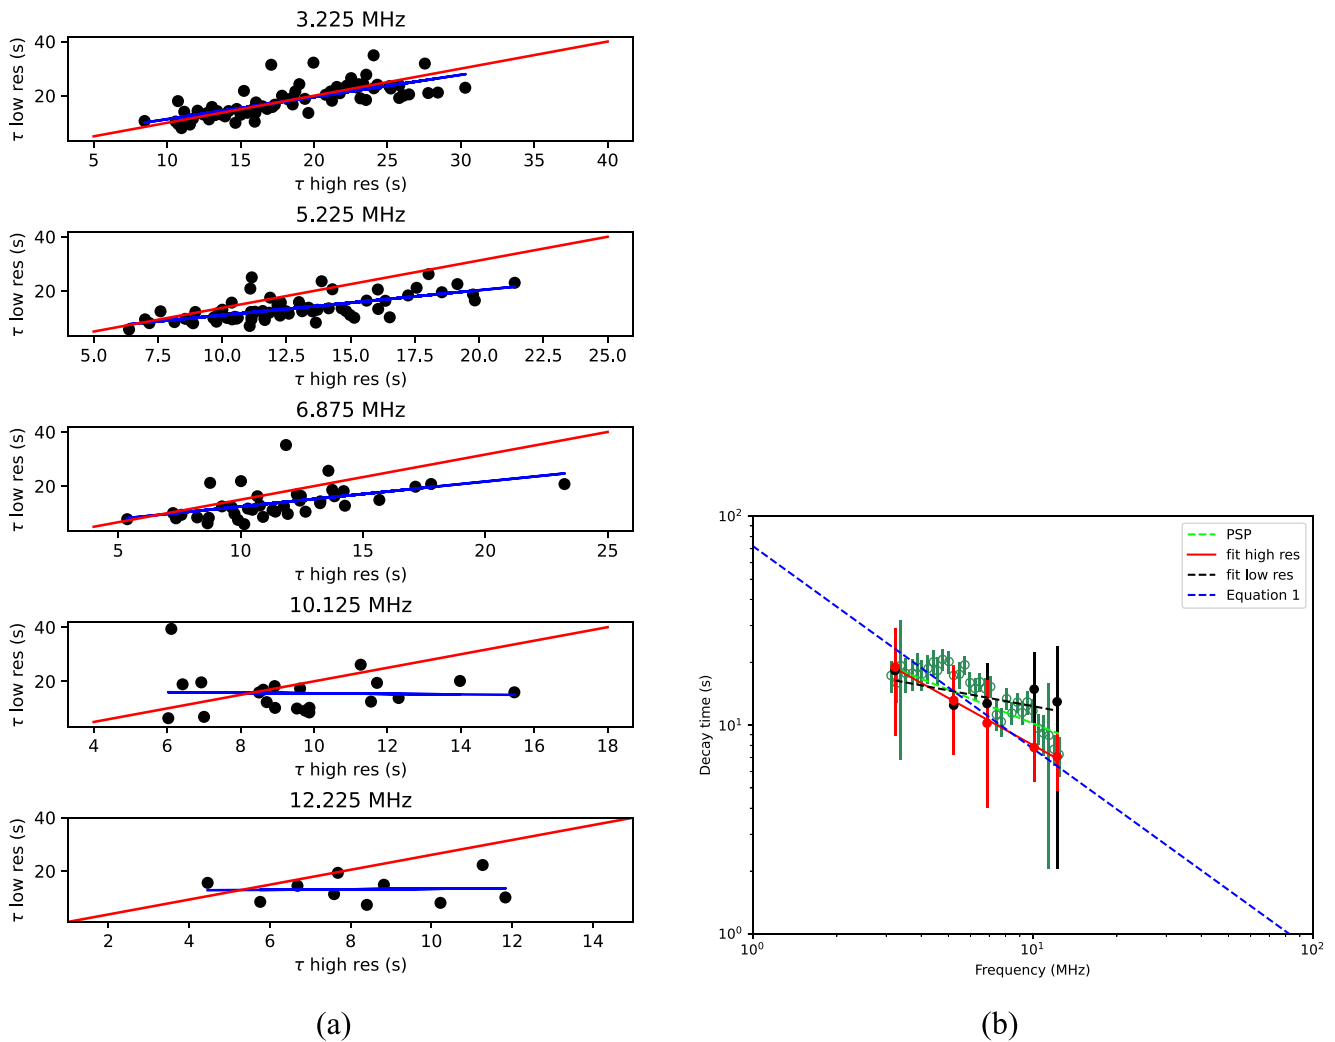 3.225 MHz
τ low res (s)
40
20
5 10 15 20 25 30 35 40
τ high res (s)
5.225 MHz
τ low res (s)
40
20
5.0 7.5 10.0 12.5 15.0 17.5 20.0 22.5 25.0
τ high res (s)
6.875 MHz
τ low res (s)
40
20
5 10 15 20 25
τ high res (s)
10.125 MHz
τ low res (s)
40
20
4 6 8 10 12 14 16 18
τ high res (s)
12.225 MHz
τ low res (s)
40
20
2 4 6 8 10 12 14
τ high res (s)
(a)
10²
10¹
10⁰
Decay time (s)
PSP
fit high res
fit low res
Equation 1
10⁰ 10¹ 10²
Frequency (MHz)
(b)